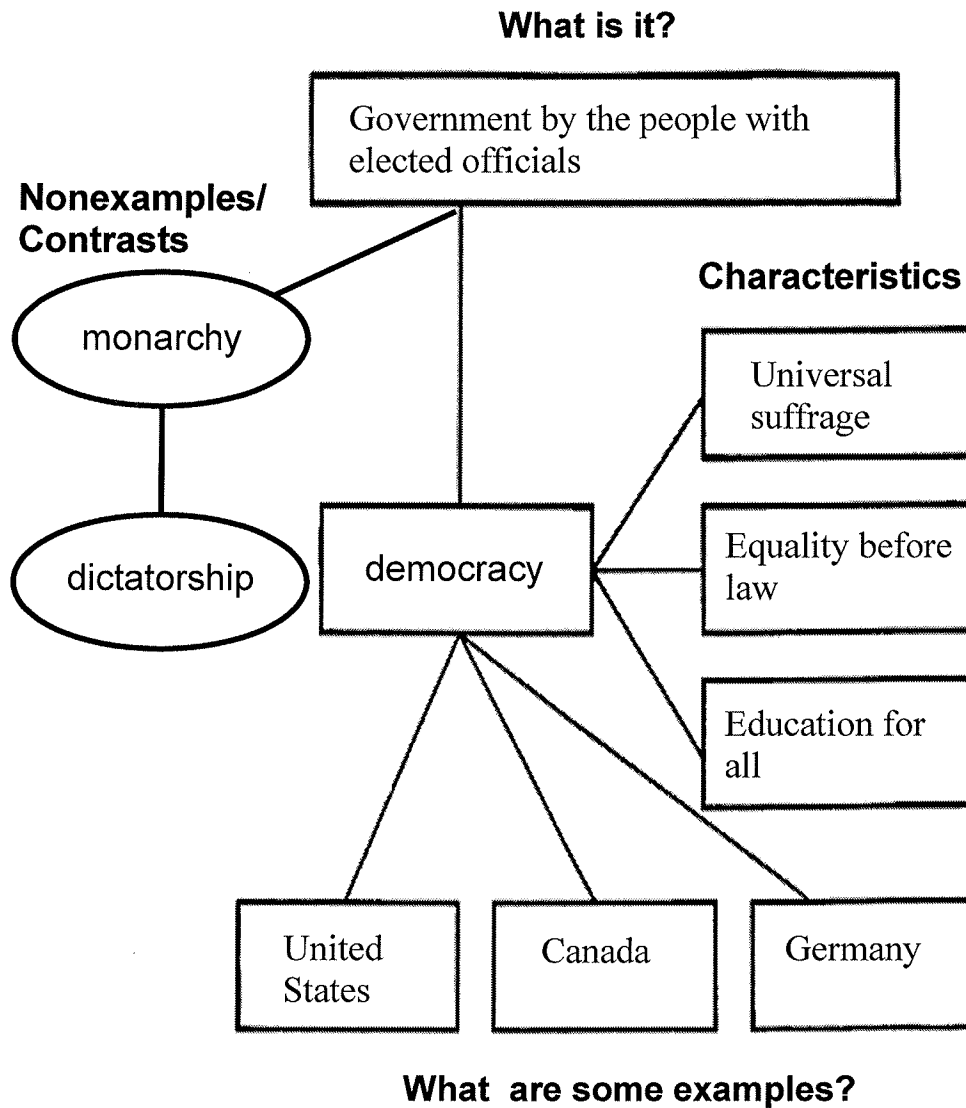 What is it?
Government by the people with
elected officials
Nonexamples/
Contrasts
monarchy
dictatorship
democracy
Characteristics
Universal
suffrage
Equality before
law
Education for
all
United
States
Canada
Germany
What are some examples?